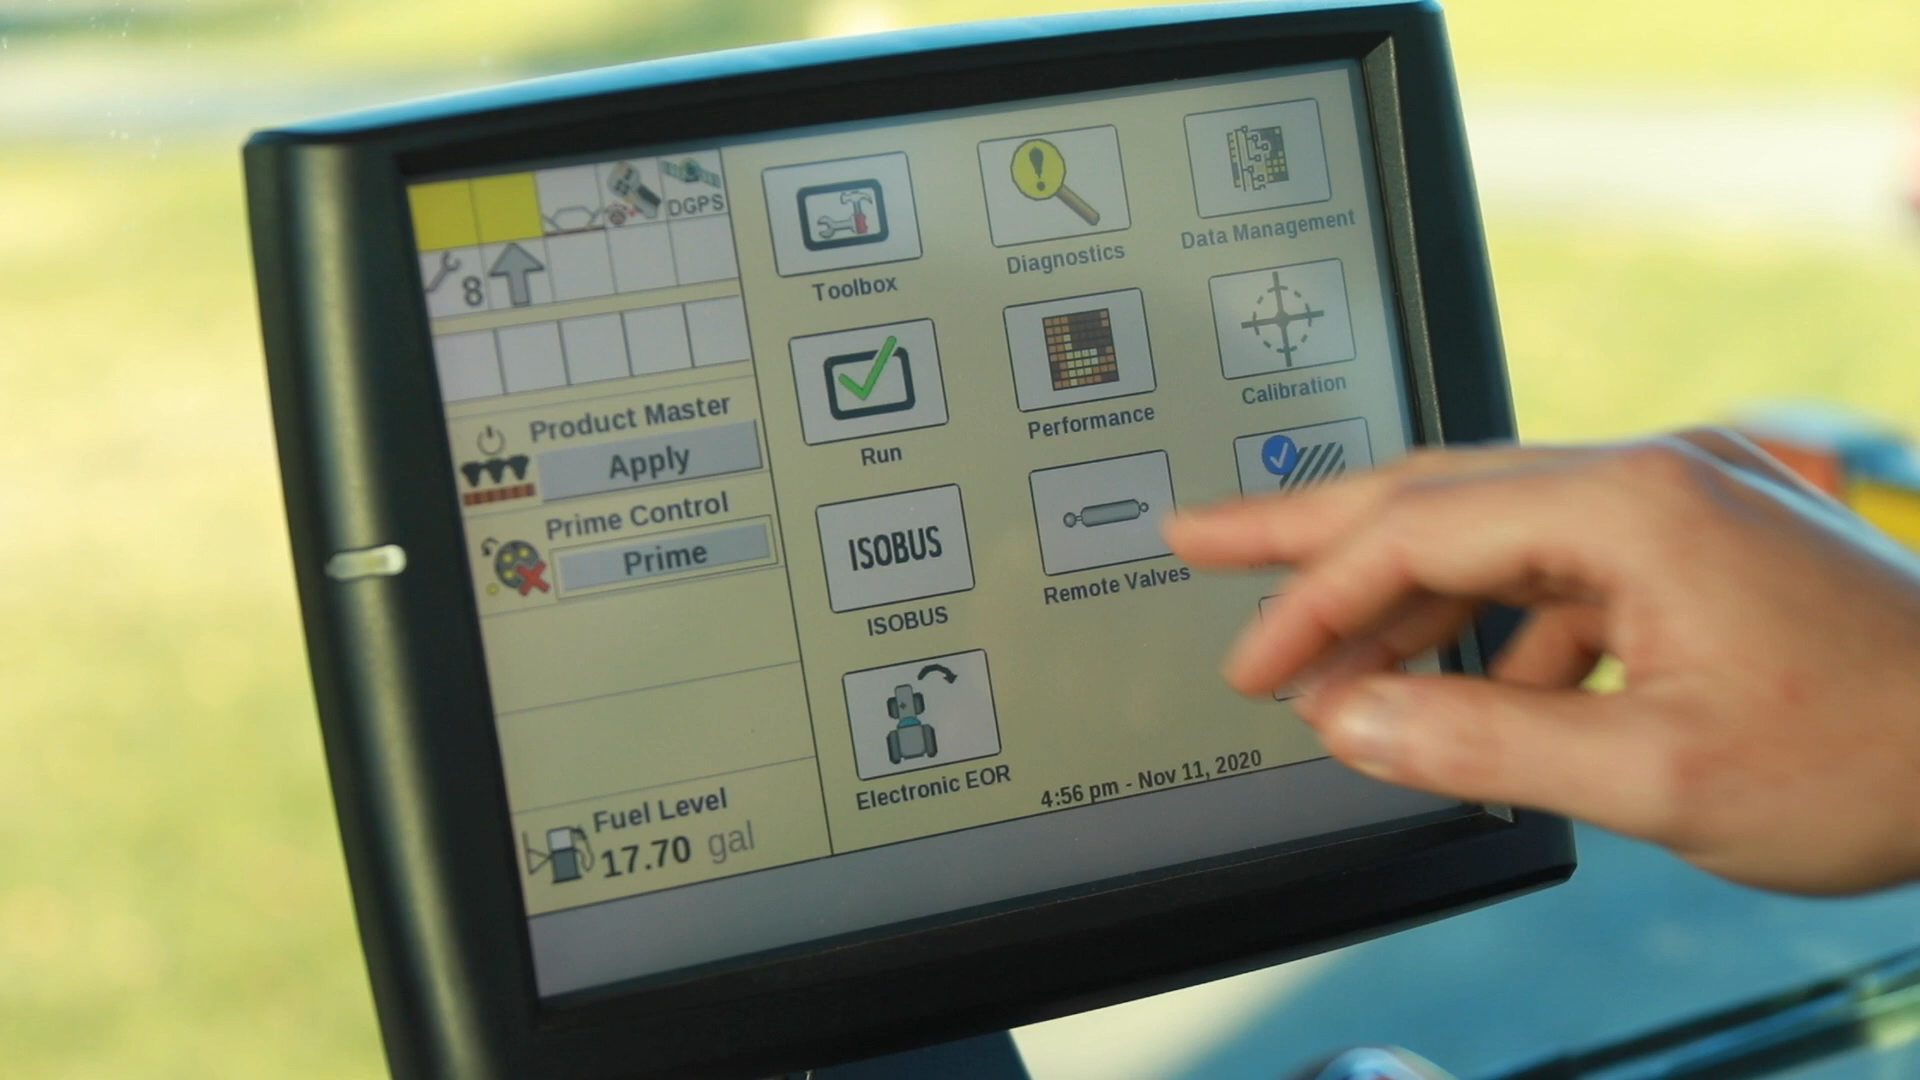 DGPS
8
Product Master
Apply
Prime Control
Prime
Fuel Level
17.70 gal
Toolbox
Diagnostics
Data Management
Run
Performance
Calibration
ISOBUS
ISOBUS
Remote Valves
Electronic EOR
4:56 pm - Nov 11, 2020